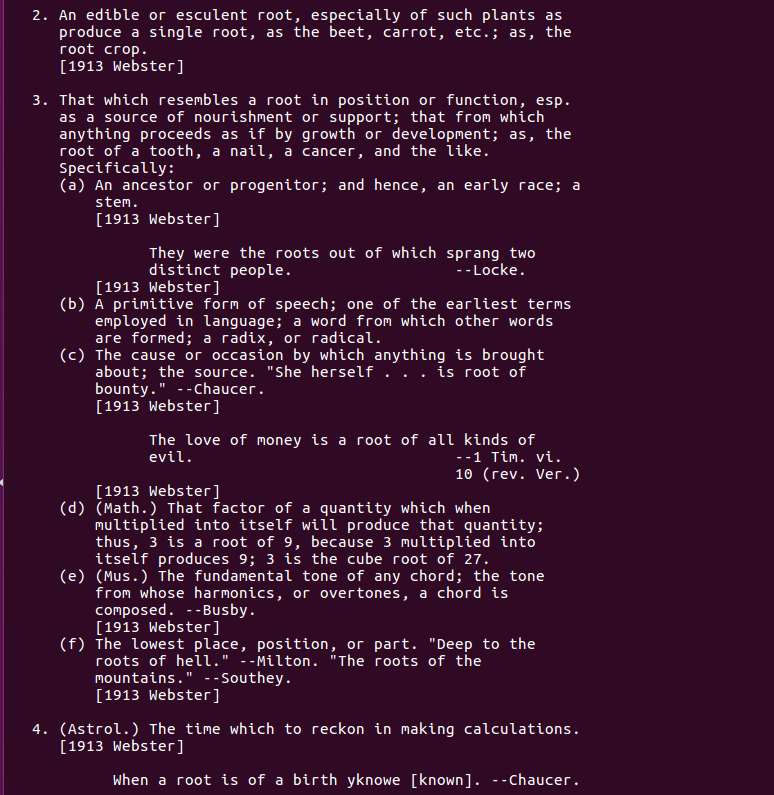 2. An edible or esculent root, especially of such plants as
produce a single root, as the beet, carrot, etc.; as, the
root crop.
[1913 Webster]
3. That which resembles a root in position or function, esp.
as a source of nourishment or support; that from which
anything proceeds as if by growth or development; as, the
root of a tooth, a nail, a cancer, and the like.
Specifically:
(a) An ancestor or progenitor; and hence, an early race; a
stem.
[1913 Webster]
They were the roots out of which sprang two
distinct people. --Locke.
[1913 Webster]
(b) A primitive form of speech; one of the earliest terms
employed in language; a word from which other words
are formed; a radix, or radical.
(c) The cause or occasion by which anything is brought
about; the source. "She herself . . . is root of
bounty." --Chaucer.
[1913 Webster]
The love of money is a root of all kinds of
evil. --1 Tim. vi.
10 (rev. Ver.)
[1913 Webster]
(d) (Math.) That factor of a quantity which when
multiplied into itself will produce that quantity;
thus, 3 is a root of 9, because 3 multiplied into
itself produces 9; 3 is the cube root of 27.
(e) (Mus.) The fundamental tone of any chord; the tone
from whose harmonics, or overtones, a chord is
composed. --Busby.
[1913 Webster]
(f) The lowest place, position, or part. "Deep to the
roots of hell." --Milton. "The roots of the
mountains." --Southey.
[1913 Webster]
4. (Astrol.) The time which to reckon in making calculations.
[1913 Webster]
When a root is of a birth yknowe [known]. --Chaucer.